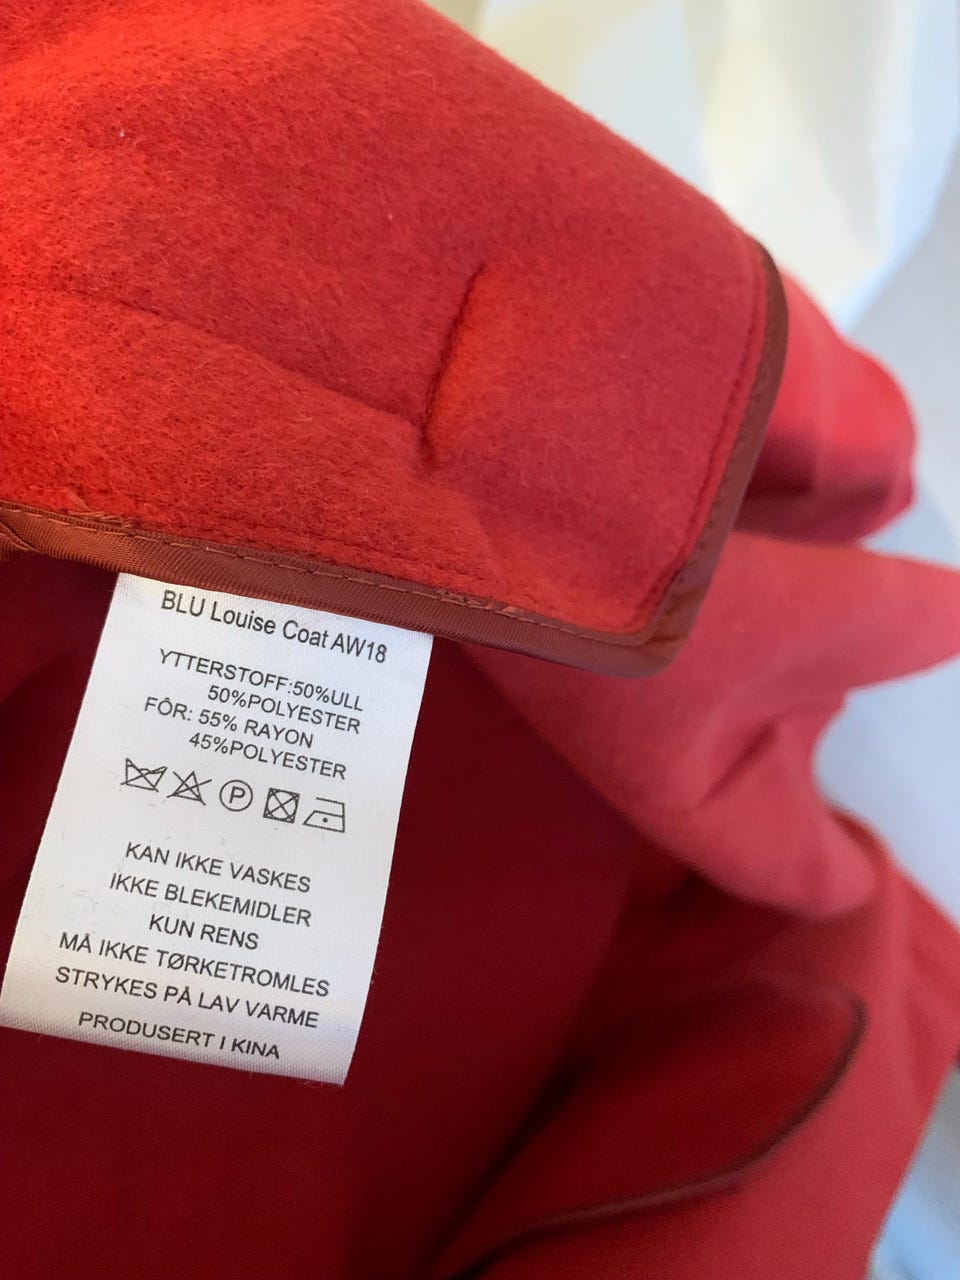 BLU Louise Coat AW18
YTTERSTOFF:50%ULL
50%POLYESTER
FÔR: 55% RAYON
45%POLYESTER
P
KAN IKKE VASKES
IKKE BLEKEMIDLER
KUN RENS
MÅ IKKE TØRKETROMLES
STRYKES PÅ LAV VARME
PRODUSERT I KINA